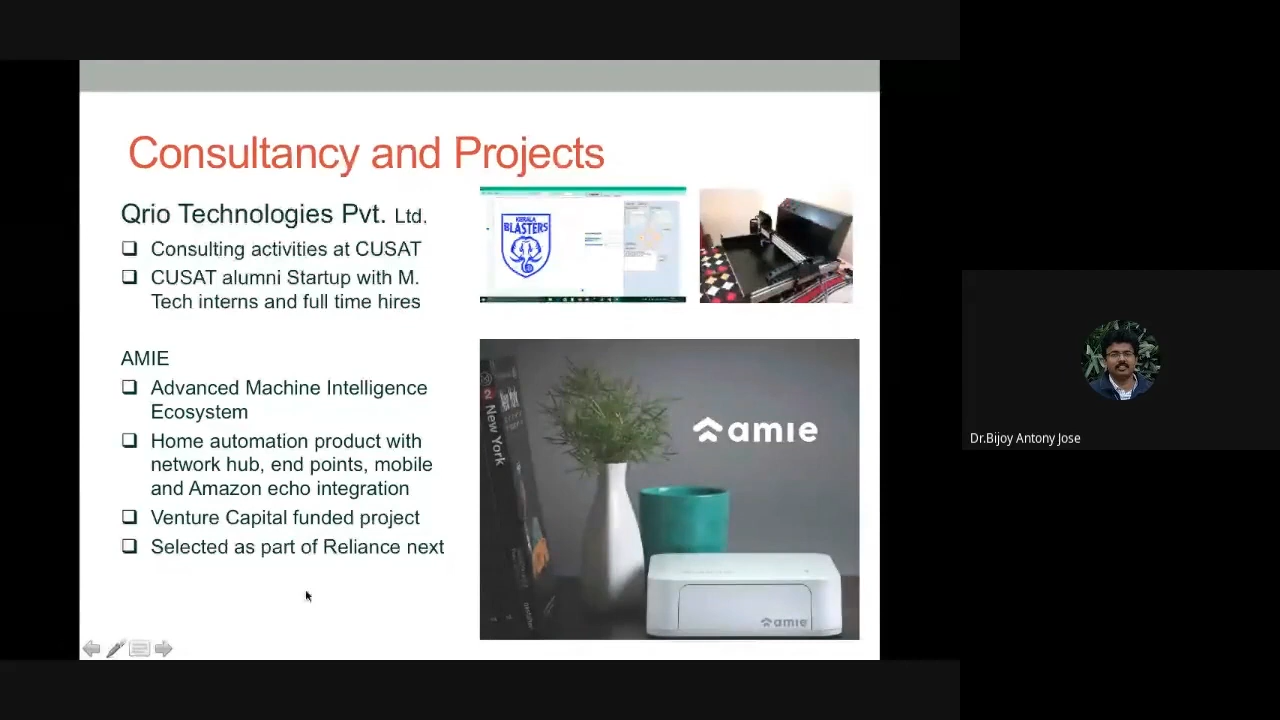 Consultancy and Projects
Qrio Technologies Pvt. Ltd.
❑ Consulting activities at CUSAT
❑ CUSAT alumni Startup with M.
Tech interns and full time hires
KERALA
BLASTERS
AMIE
❑ Advanced Machine Intelligence
Ecosystem
❑ Home automation product with
network hub, end points, mobile
and Amazon echo integration
❑ Venture Capital funded project
❑ Selected as part of Reliance next
2
New York
New York
amie
amie
Dr.Bijoy Antony Jose